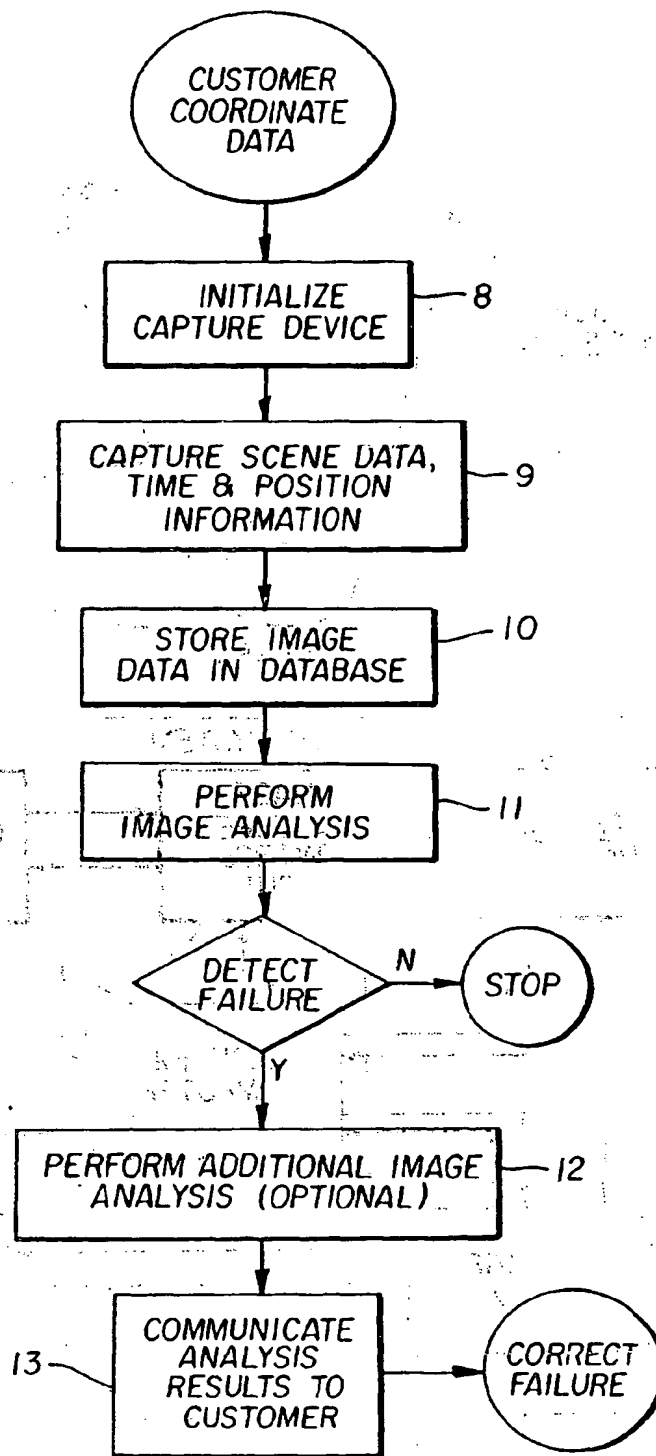 CUSTOMER
COORDINATE
DATA
INITIALIZE
CAPTURE DEVICE
8
CAPTURE SCENE DATA,
TIME & POSITION
INFORMATION
9
STORE IMAGE
DATA IN DATABASE
10
PERFORM
IMAGE ANALYSIS
11
DETECT
FAILURE
N
STOP
Y
PERFORM ADDITIONAL IMAGE
ANALYSIS (OPTIONAL)
12
COMMUNICATE
ANALYSIS
RESULTS TO
CUSTOMER
13
CORRECT
FAILURE